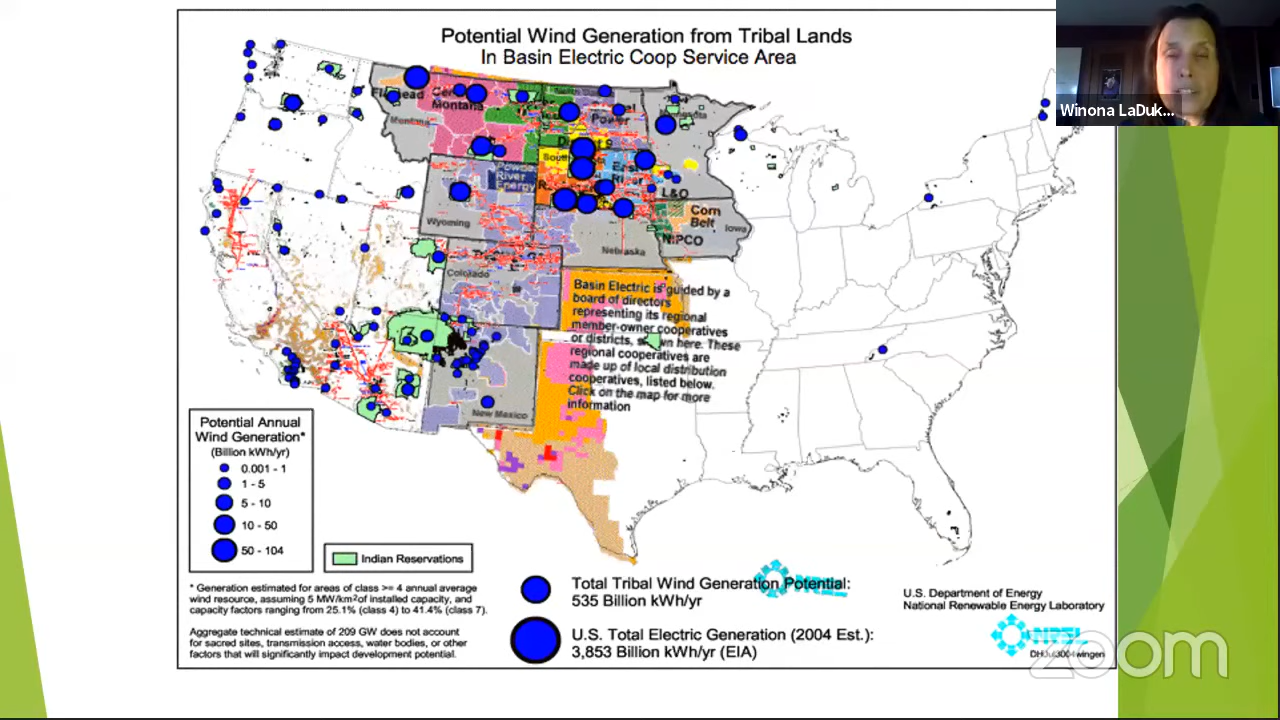 Potential Wind Generation from Tribal Lands
In Basin Electric Coop Service Area
Winona LaDuk...
Montana
Montana
Power
Powder
River
Energy
L&O
Corn
Belt
Iowa
NIPCO
Wyoming
Nebraska
Colorado
New Mexico
Basin Electric is guided by a
board of directors
representing its regional
member-owner cooperatives
or districts, shown here. These
regional cooperatives are
made up of local distribution
cooperatives, listed below.
Click on the map for more
information
Potential Annual
Wind Generation*
(Billion kWh/yr)
0.001 - 1
1 - 5
5 - 10
10 - 50
50 - 104
Indian Reservations
* Generation estimated for areas of class >= 4 annual average
wind resource, assuming 5 MW/km² of installed capacity, and
capacity factors ranging from 25.1% (class 4) to 41.4% (class 7).
Aggregate technical estimate of 209 GW does not account
for sacred sites, transmission access, water bodies, or other
factors that will significantly impact development potential.
Total Tribal Wind Generation Potential:
535 Billion kWh/yr
U.S. Total Electric Generation (2004 Est.):
3,853 Billion kWh/yr (EIA)
U.S. Department of Energy
National Renewable Energy Laboratory
NREL
zoom